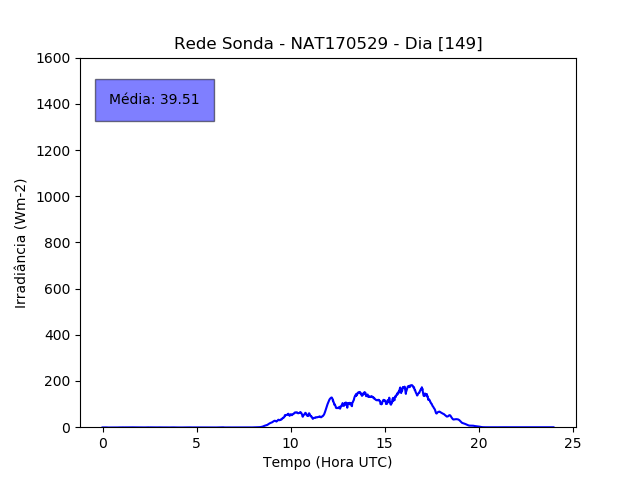 Rede Sonda - NAT170529 - Dia [149]
1600
1400
1200
1000
800
600
400
200
0
Média: 39.51
Irradiância (Wm-2)
0 5 10 15 20 25
Tempo (Hora UTC)